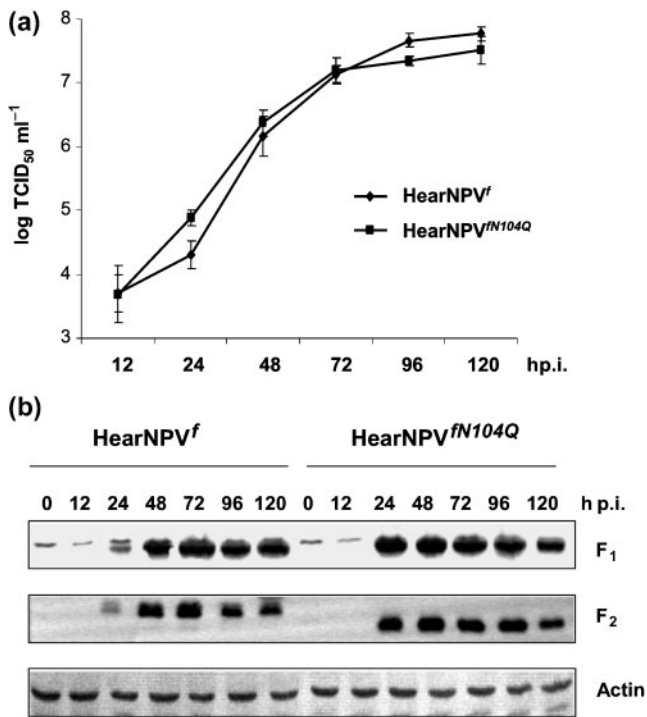 (a)
8
7
6
5
4
3
log TCID₅₀ ml⁻¹
HearNPVᶠ
HearNPVᶠᴺ¹⁰⁴Q
12 24 48 72 96 120 hp.i.
(b)
HearNPVᶠ HearNPVᶠᴺ¹⁰⁴Q
0 12 24 48 72 96 120 0 12 24 48 72 96 120 h p.i.
F₁
F₂
Actin